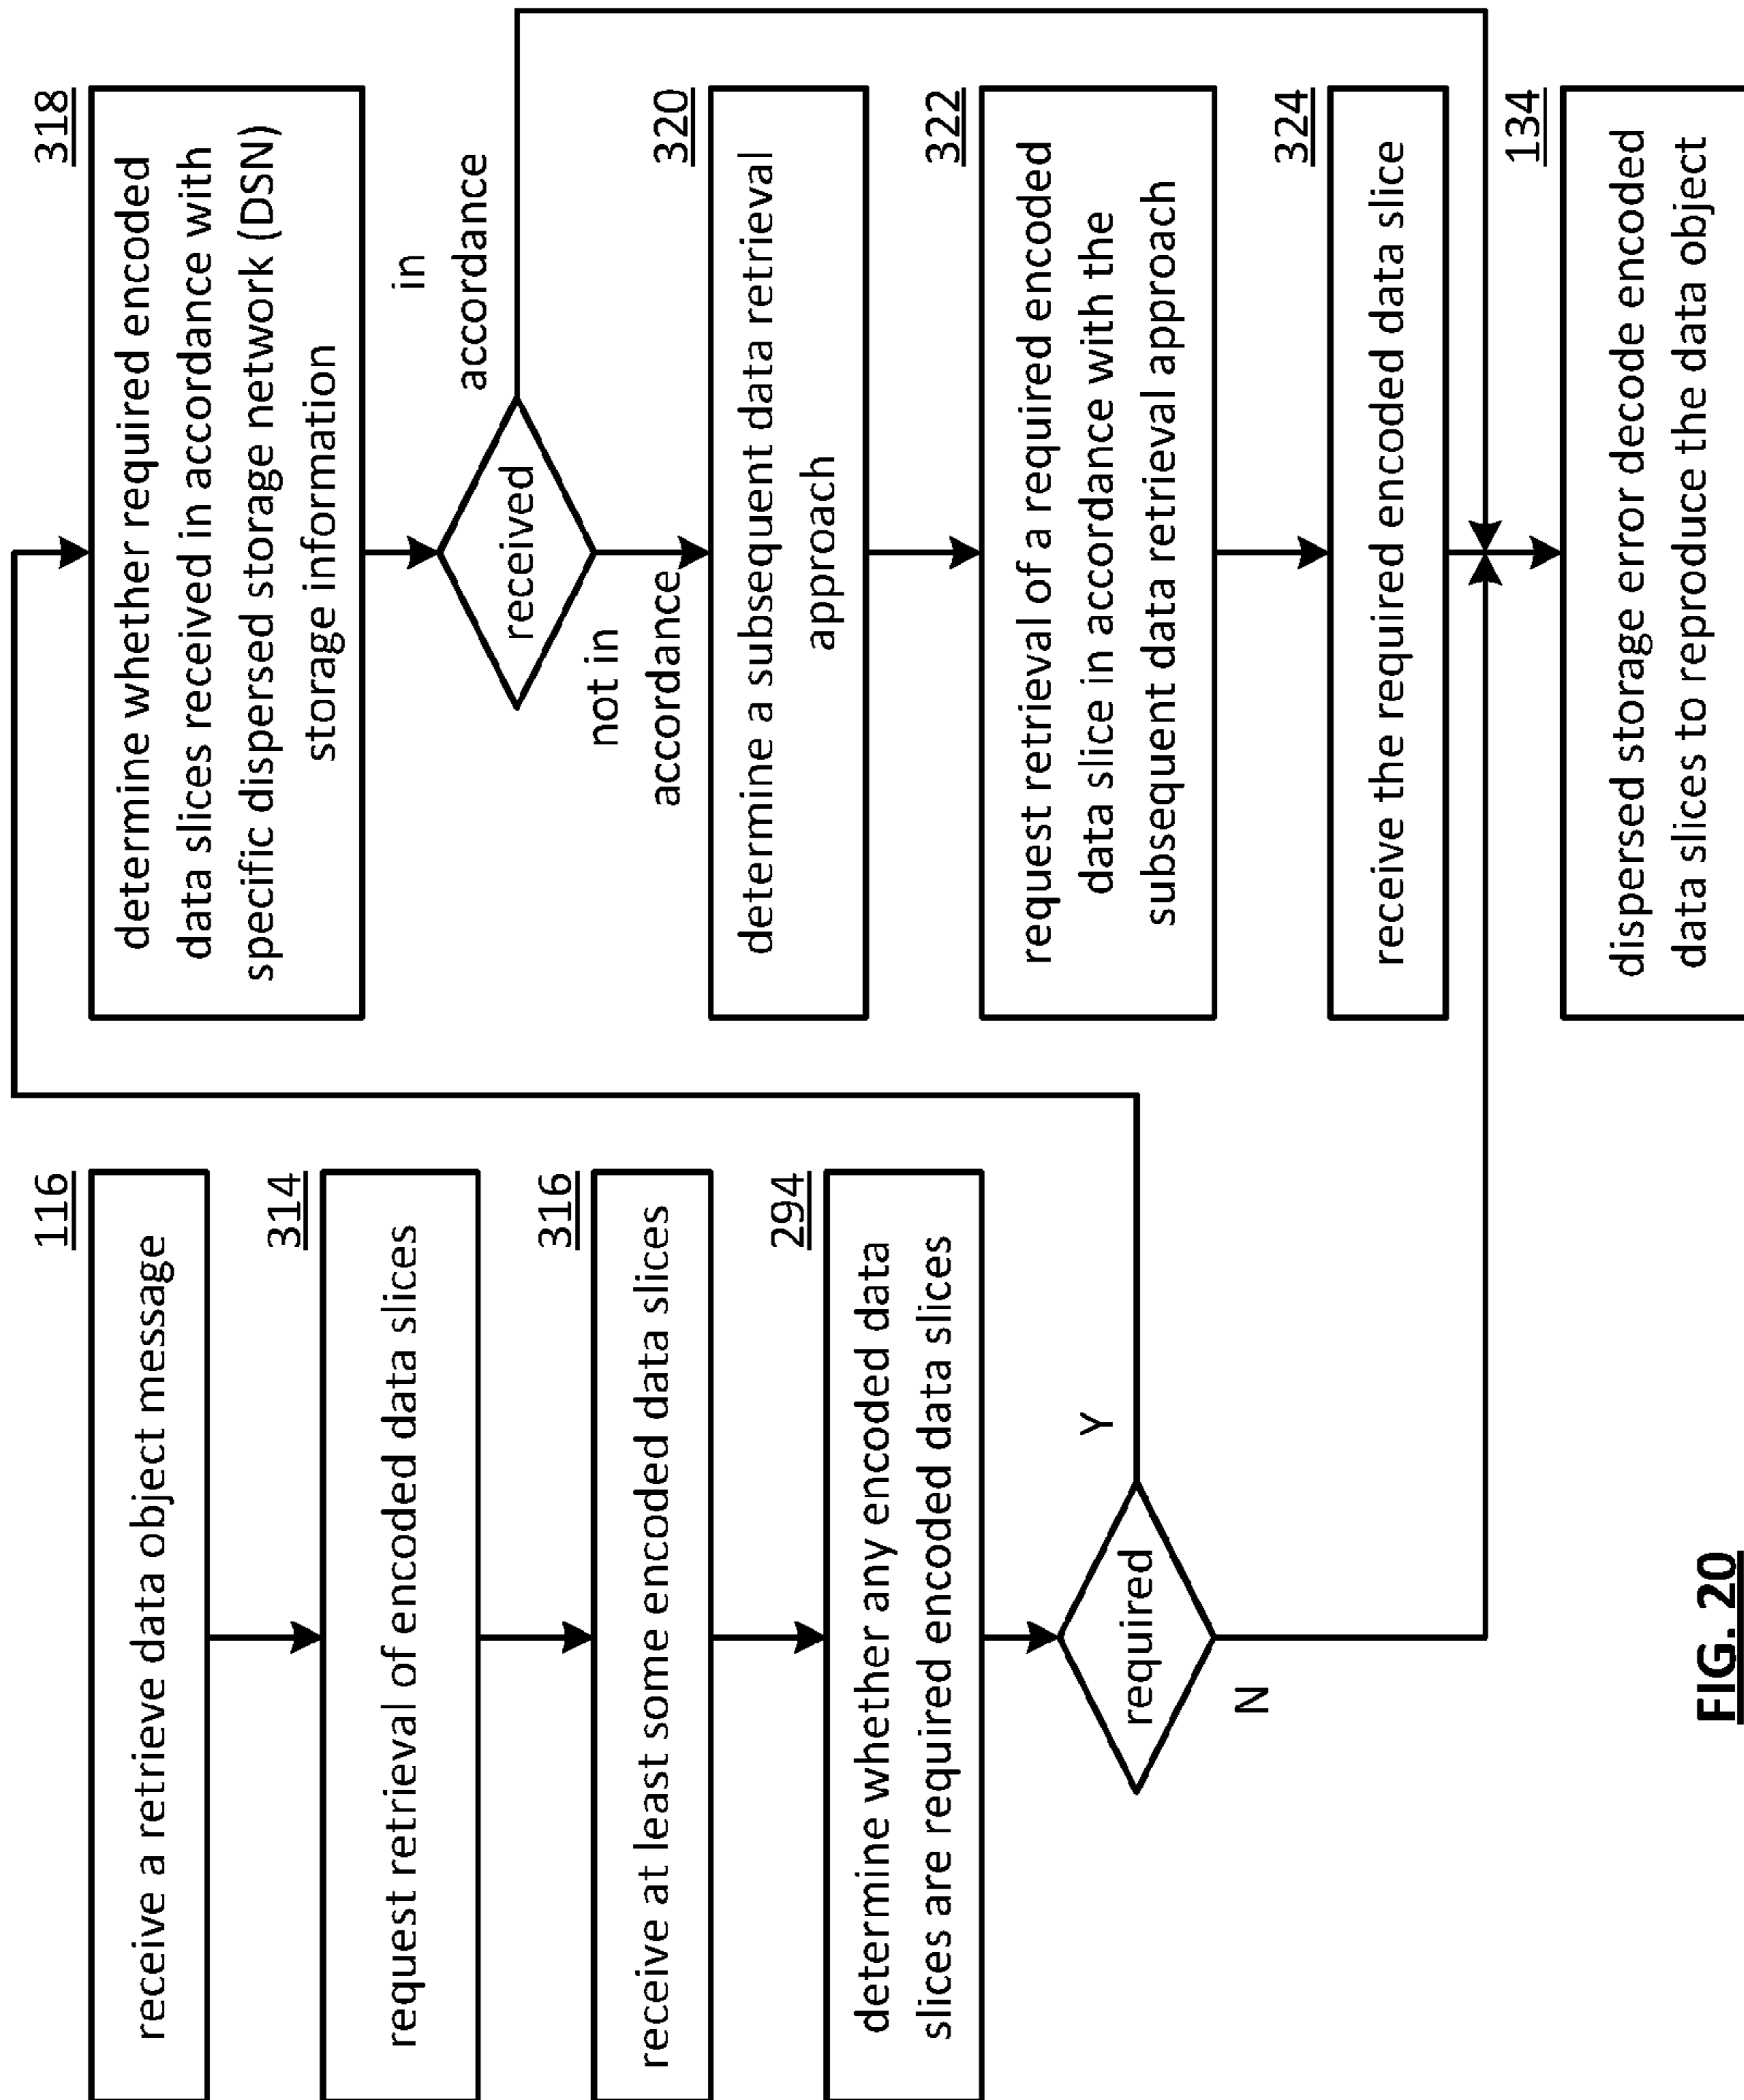 116
receive a retrieve data object message
314
request retrieval of encoded data slices
316
receive at least some encoded data slices
294
determine whether any encoded data
slices are required encoded data slices
required
Y
N
318
determine whether required encoded
data slices received in accordance with
specific dispersed storage network (DSN)
storage information
received
in
accordance
not in
accordance
320
determine a subsequent data retrieval
approach
322
request retrieval of a required encoded
data slice in accordance with the
subsequent data retrieval approach
324
receive the required encoded data slice
134
dispersed storage error decode encoded
data slices to reproduce the data object
FIG. 20